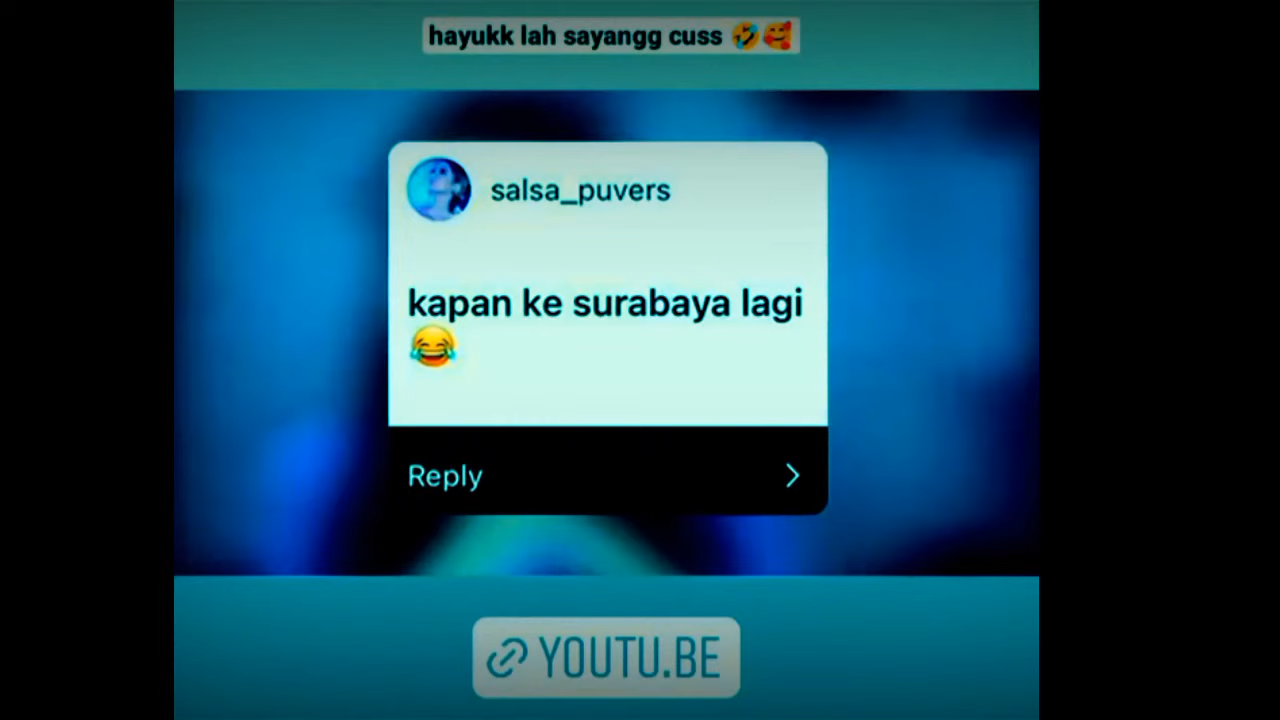 hayukk lah sayangg cuss 🤣🥰
salsa_puvers
kapan ke surabaya lagi
😂
Reply
YOUTU.BE